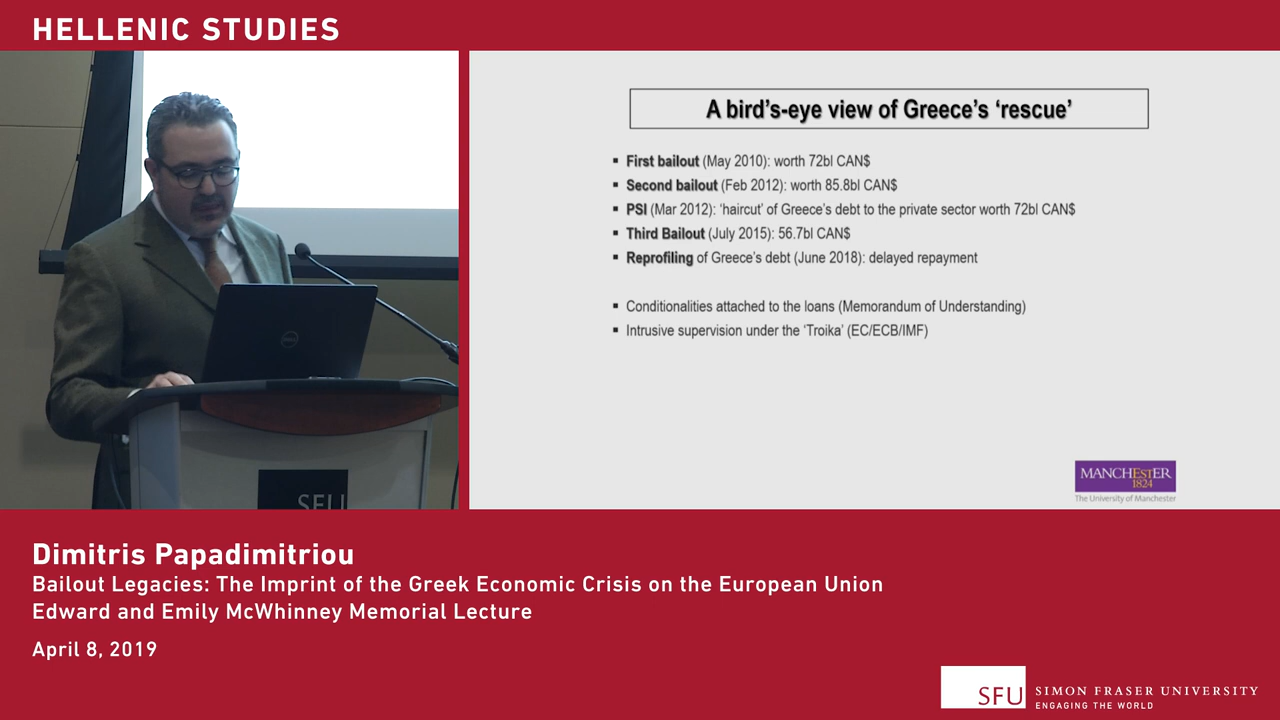 HELLENIC STUDIES
A bird's-eye view of Greece's 'rescue'
▪ First bailout (May 2010): worth 72bl CAN$
▪ Second bailout (Feb 2012): worth 85.8bl CAN$
▪ PSI (Mar 2012): 'haircut' of Greece's debt to the private sector worth 72bl CAN$
▪ Third Bailout (July 2015): 56.7bl CAN$
▪ Reprofiling of Greece's debt (June 2018): delayed repayment
▪ Conditionalities attached to the loans (Memorandum of Understanding)
▪ Intrusive supervision under the 'Troika' (EC/ECB/IMF)
MANCHESTER
1824
The University of Manchester
DELL
SFU
Dimitris Papadimitriou
Bailout Legacies: The Imprint of the Greek Economic Crisis on the European Union
Edward and Emily McWhinney Memorial Lecture
April 8, 2019
SFU
SIMON FRASER UNIVERSITY
ENGAGING THE WORLD